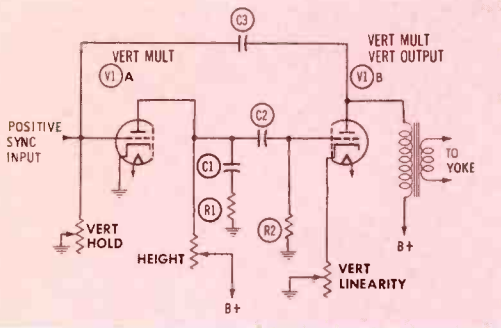 C3
VERT MULT
V1 A
VERT MULT
VERT OUTPUT
V1 B
C2
POSITIVE
SYNC
INPUT
C1
TO
YOKE
R1
R2
VERT
HOLD
HEIGHT
B+
VERT
LINEARITY
B+